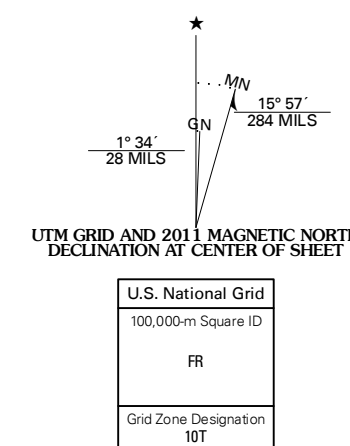 ★
MN
15° 57´
284 MILS
GN
1° 34´
28 MILS
UTM GRID AND 2011 MAGNETIC NORT
DECLINATION AT CENTER OF SHEET
U.S. National Grid
100,000-m Square ID
FR
Grid Zone Designation
10T